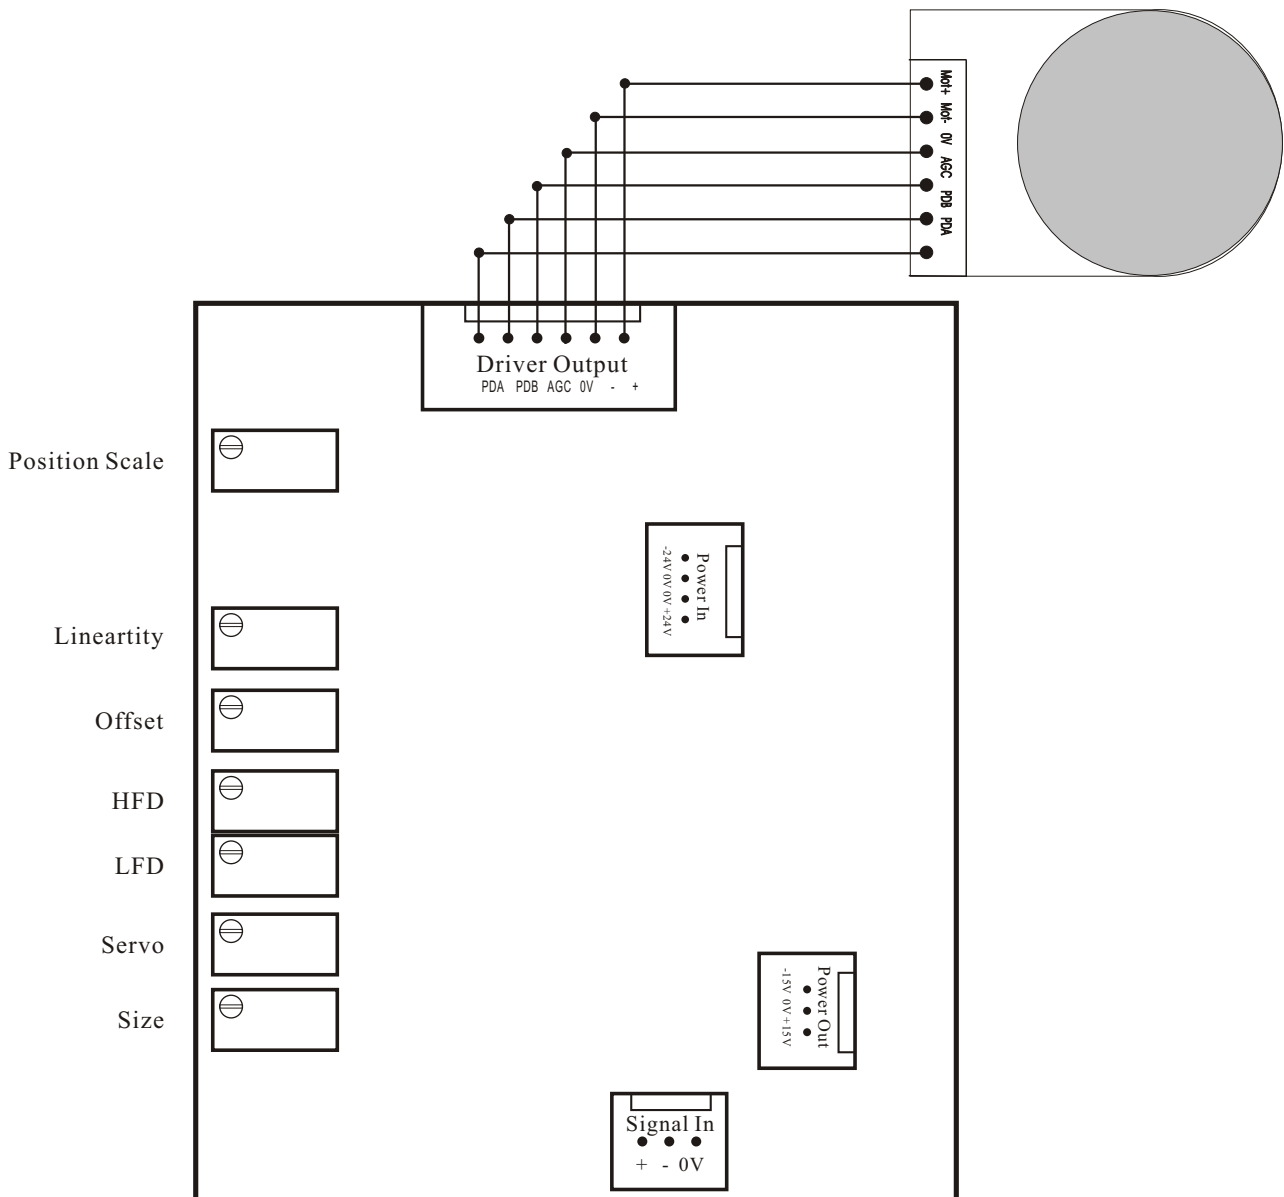 Mot+ Mot- 0V AGC PDB PDA
Driver Output
PDA PDB AGC 0V - +
Position Scale
Power In
-24V 0V 0V +24V
Lineartity
Offset
HFD
LFD
Servo
Power Out
-15V 0V +15V
Size
Signal In
+ - 0V